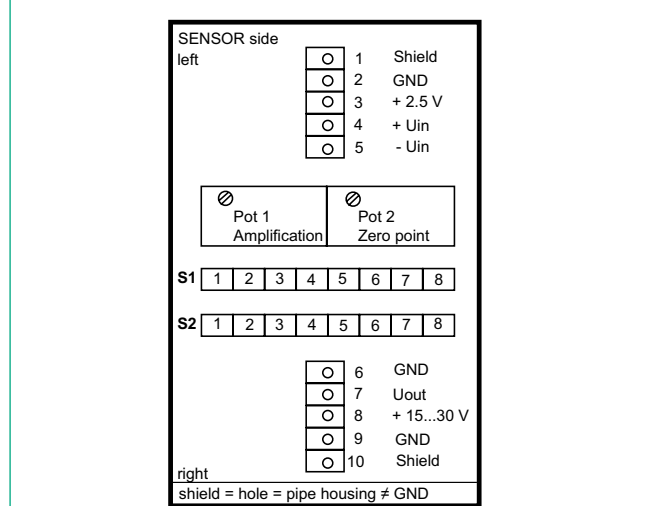 SENSOR side
left
1 Shield
2 GND
3 + 2.5 V
4 + Uin
5 - Uin
Pot 1
Amplification
Pot 2
Zero point
S1 1 2 3 4 5 6 7 8
S2 1 2 3 4 5 6 7 8
6 GND
7 Uout
8 + 15...30 V
9 GND
10 Shield
right
shield = hole = pipe housing ≠ GND